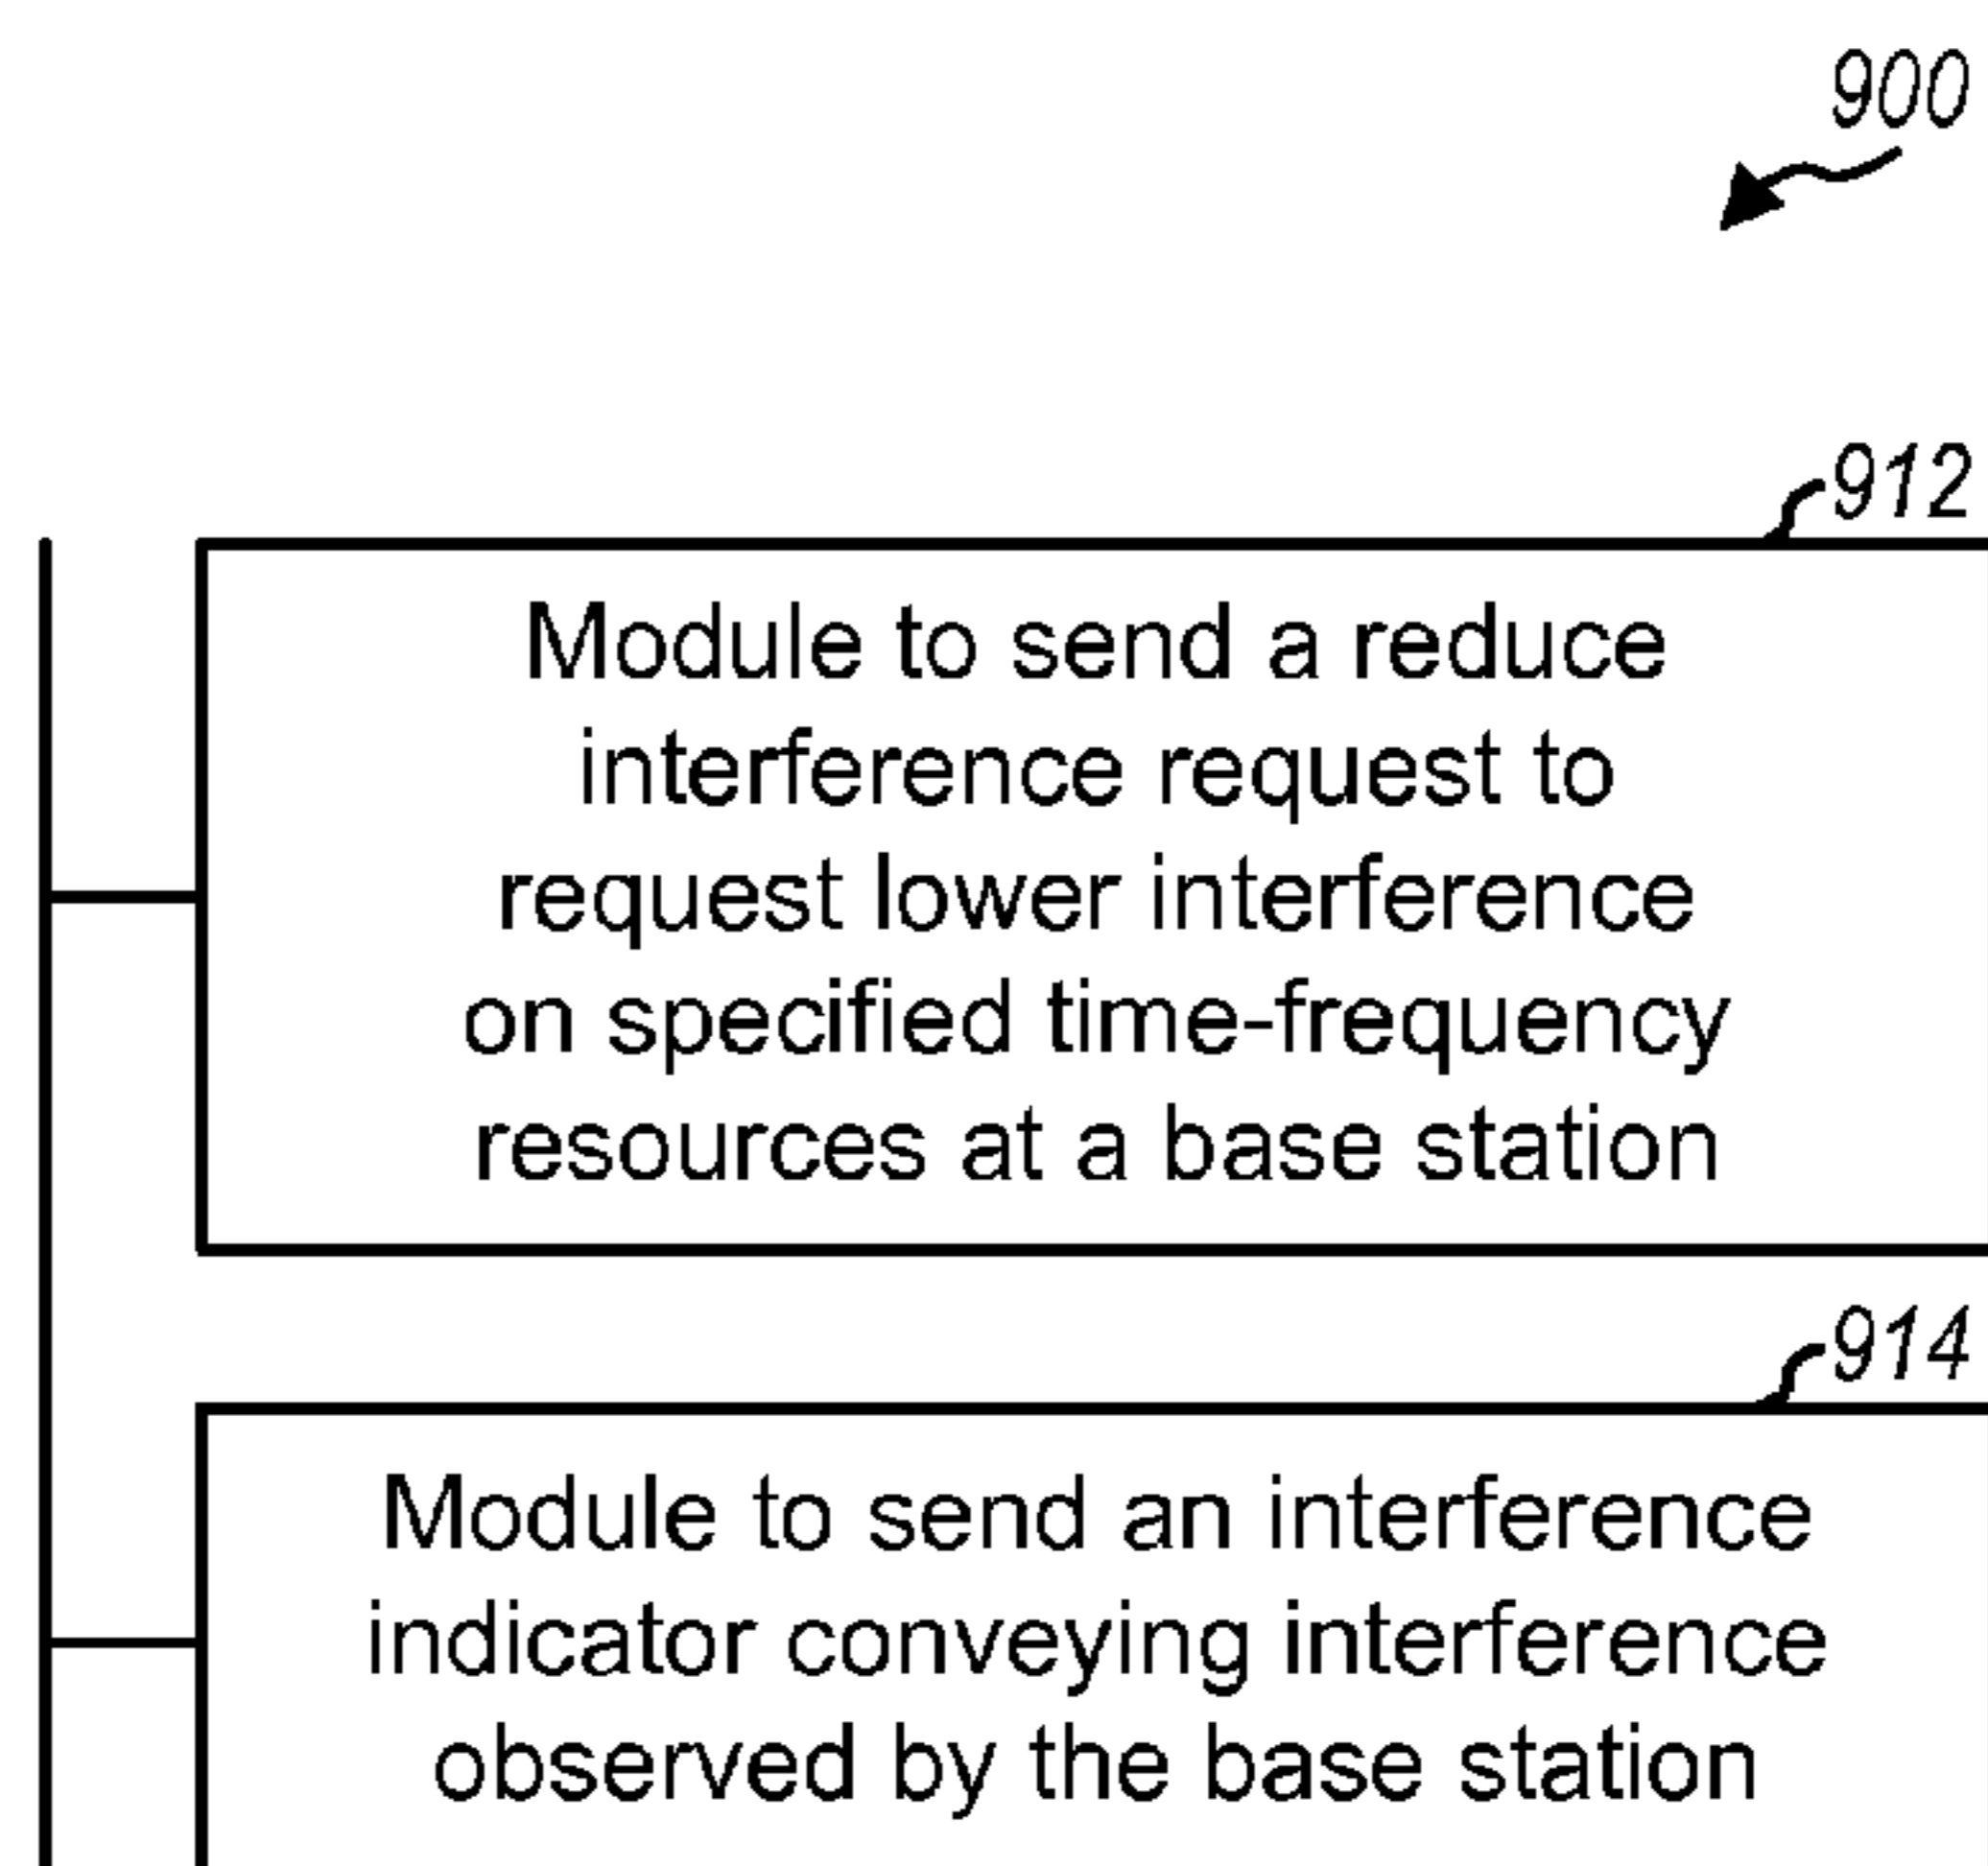 900
912
Module to send a reduce
interference request to
request lower interference
on specified time-frequency
resources at a base station
914
Module to send an interference
indicator conveying interference
observed by the base station